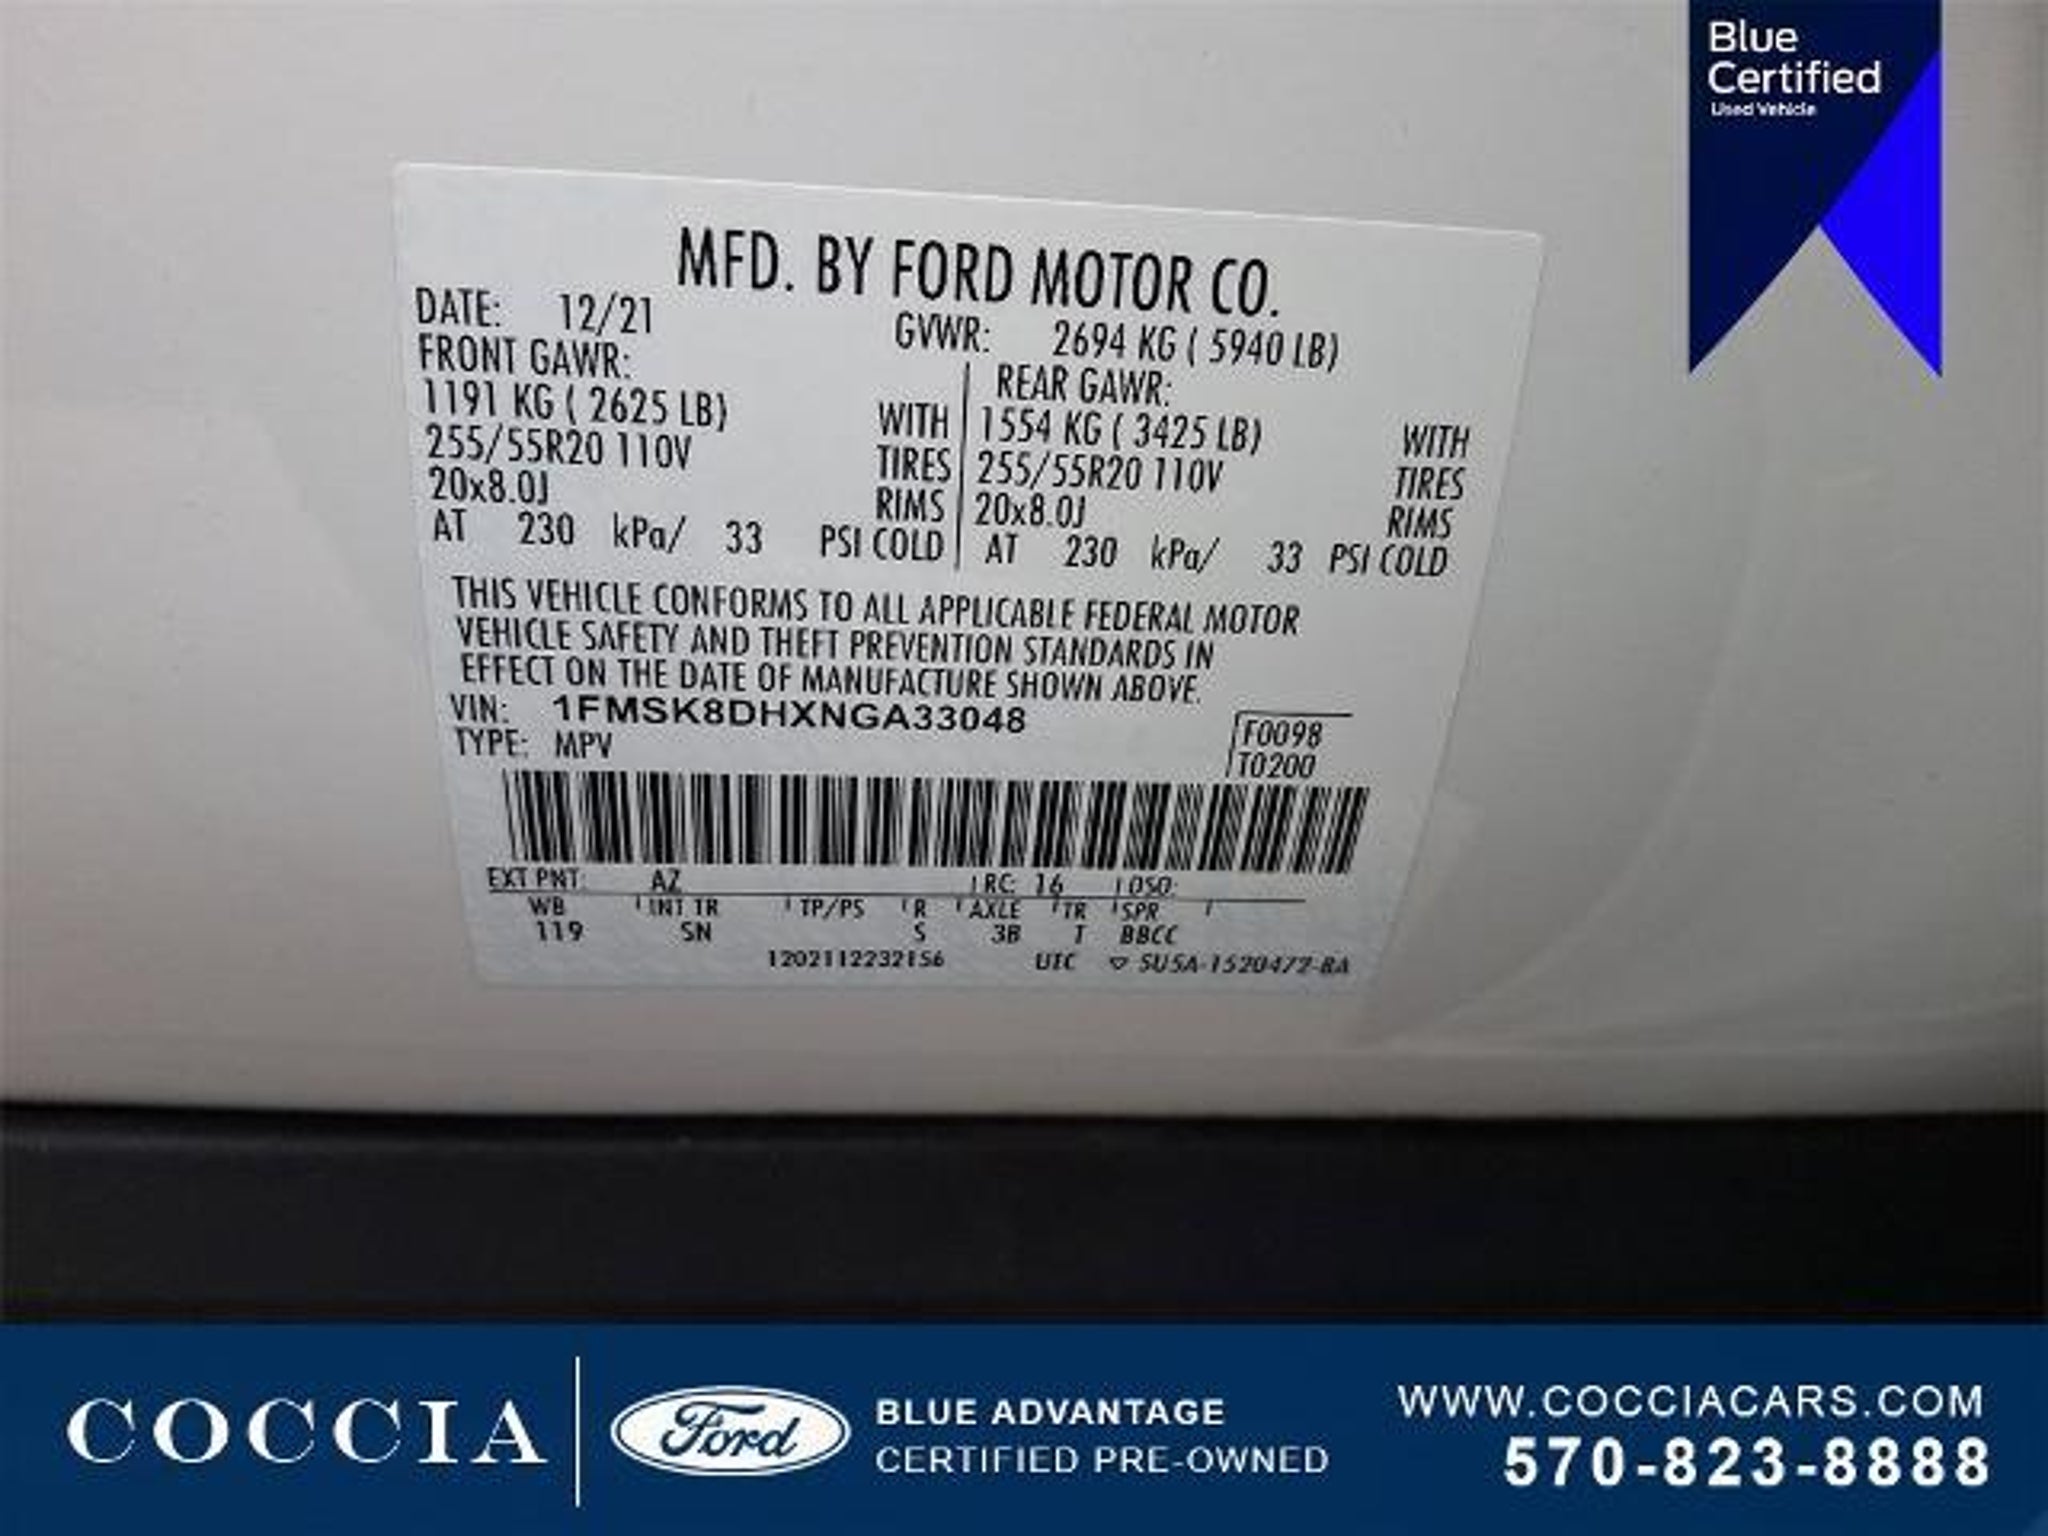 Blue
Certified
Used Vehicle
MFD. BY FORD MOTOR CO.
DATE: 12/21 GVWR: 2694 KG ( 5940 LB)
FRONT GAWR: REAR GAWR:
1191 KG ( 2625 LB) WITH 1554 KG ( 3425 LB) WITH
255/55R20 110V TIRES 255/55R20 110V TIRES
20x8.0J RIMS 20x8.0J RIMS
AT 230 kPa/ 33 PSI COLD AT 230 kPa/ 33 PSI COLD
THIS VEHICLE CONFORMS TO ALL APPLICABLE FEDERAL MOTOR
VEHICLE SAFETY AND THEFT PREVENTION STANDARDS IN
EFFECT ON THE DATE OF MANUFACTURE SHOWN ABOVE.
VIN: 1FMSK8DHXNGA33048
TYPE: MPV
F0098
T0200
EXT PNT: AZ RC: 16 DSO:
WB INT TR TP/PS R AXLE TR SPR
119 SN S 3B T BBCC
1202112232156 UTC ▽ 5U5A-1520472-BA
COCCIA
Ford
BLUE ADVANTAGE
CERTIFIED PRE-OWNED
WWW.COCCIACARS.COM
570-823-8888